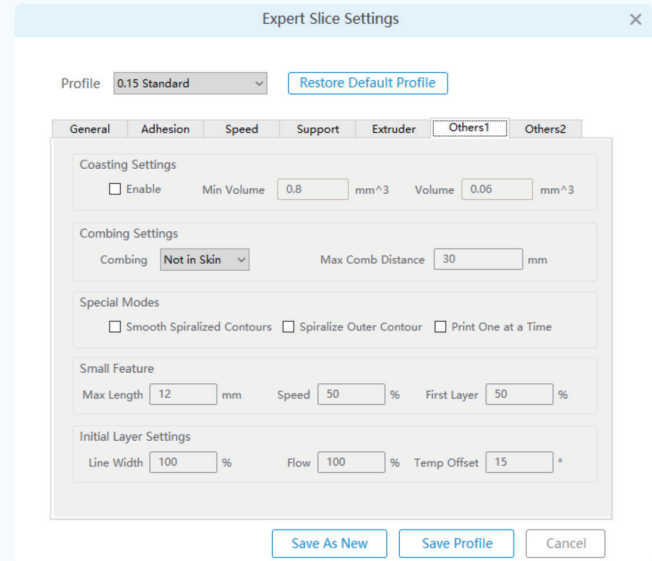 Expert Slice Settings
Profile 0.15 Standard Restore Default Profile
General Adhesion Speed Support Extruder Others1 Others2
Coasting Settings
Enable Min Volume 0.8 mm^3 Volume 0.06 mm^3
Combing Settings
Combing Not in Skin Max Comb Distance 30 mm
Special Modes
Smooth Spiralized Contours Spiralize Outer Contour Print One at a Time
Small Feature
Max Length 12 mm Speed 50 % First Layer 50 %
Initial Layer Settings
Line Width 100 % Flow 100 % Temp Offset 15 °
Save As New Save Profile Cancel